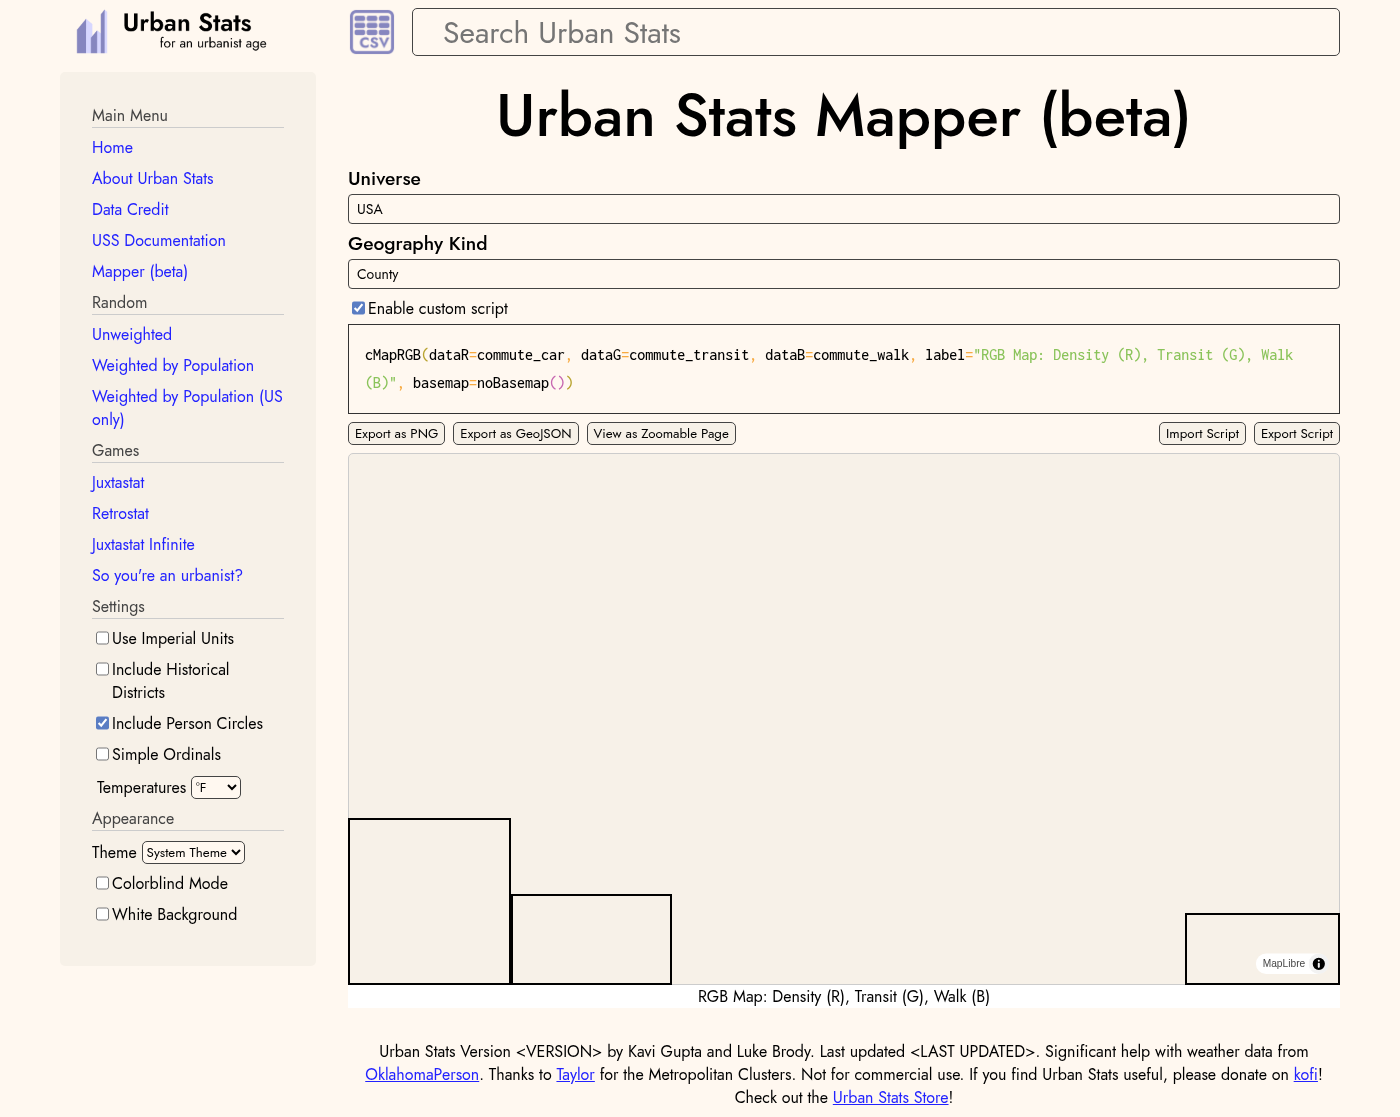 Urban Stats
for an urbanist age
CSV
Search Urban Stats
Main Menu
Home
About Urban Stats
Data Credit
USS Documentation
Mapper (beta)
Random
Unweighted
Weighted by Population
Weighted by Population (US
only)
Games
Juxtastat
Retrostat
Juxtastat Infinite
So you're an urbanist?
Settings
Use Imperial Units
Include Historical
Districts
Include Person Circles
Simple Ordinals
Temperatures °F
Appearance
Theme System Theme
Colorblind Mode
White Background
Urban Stats Mapper (beta)
Universe
USA
Geography Kind
County
Enable custom script
cMapRGB(dataR=commute_car, dataG=commute_transit, dataB=commute_walk, label="RGB Map: Density (R), Transit (G), Walk
(B)", basemap=noBasemap())
Export as PNG Export as GeoJSON View as Zoomable Page Import Script Export Script
MapLibre
RGB Map: Density (R), Transit (G), Walk (B)
Urban Stats Version <VERSION> by Kavi Gupta and Luke Brody. Last updated <LAST UPDATED>. Significant help with weather data from
OklahomaPerson. Thanks to Taylor for the Metropolitan Clusters. Not for commercial use. If you find Urban Stats useful, please donate on kofi!
Check out the Urban Stats Store!